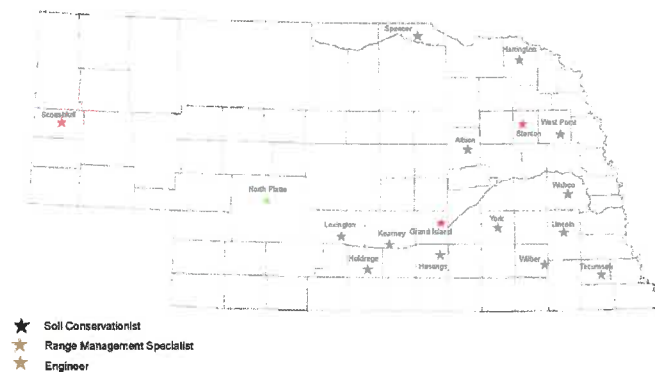 Spencer
Hartington
Scottsbluff
Stanton
West Point
Albion
North Platte
Wahoo
Lexington
Kearney
Grand Island
York
Lincoln
Holdrege
Hastings
Wilber
Tecumseh
Soil Conservationist
Range Management Specialist
Engineer